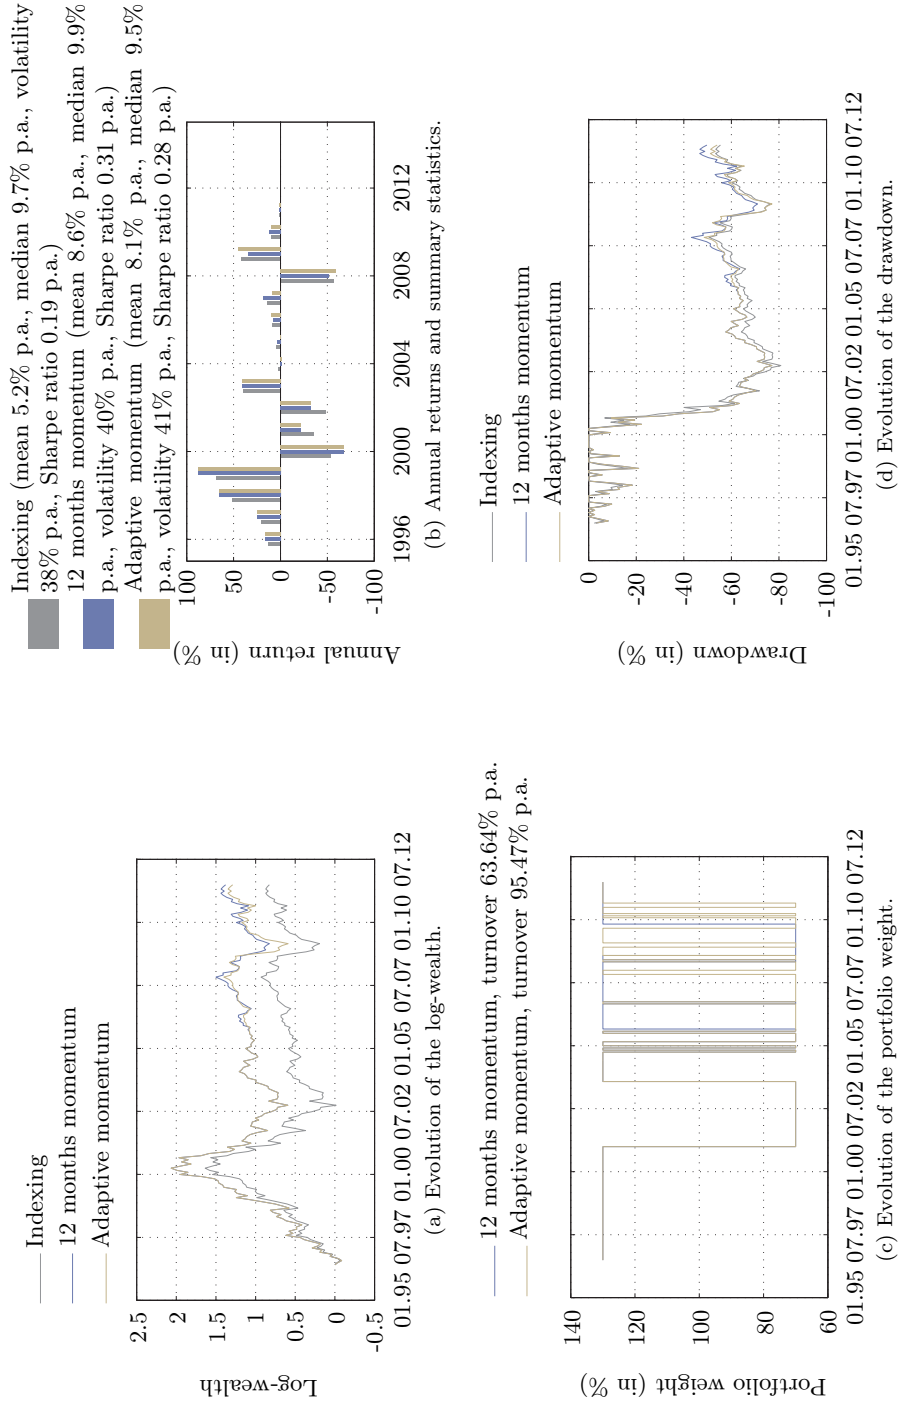 Indexing
12 months momentum
Adaptive momentum
2.5
2
1.5
1
0.5
0
-0.5
Log-wealth
01.95 07.97 01.00 07.02 01.05 07.07 01.10 07.12
(a) Evolution of the log-wealth.
Indexing (mean 5.2% p.a., median 9.7% p.a., volatility
38% p.a., Sharpe ratio 0.19 p.a.)
12 months momentum (mean 8.6% p.a., median 9.9%
p.a., volatility 40% p.a., Sharpe ratio 0.31 p.a.)
Adaptive momentum (mean 8.1% p.a., median 9.5%
p.a., volatility 41% p.a., Sharpe ratio 0.28 p.a.)
100
50
0
-50
-100
Annual return (in %)
1996 2000 2004 2008 2012
(b) Annual returns and summary statistics.
12 months momentum, turnover 63.64% p.a.
Adaptive momentum, turnover 95.47% p.a.
140
120
100
80
60
Portfolio weight
(in %)
01.95 07.97 01.00 07.02 01.05 07.07 01.10 07.12
(c) Evolution of the portfolio weight.
Indexing
12 months momentum
Adaptive momentum
0
-20
-40
-60
-80
-100
Drawdown (in %)
01.95 07.97 01.00 07.02 01.05 07.07 01.10 07.12
(d) Evolution of the drawdown.